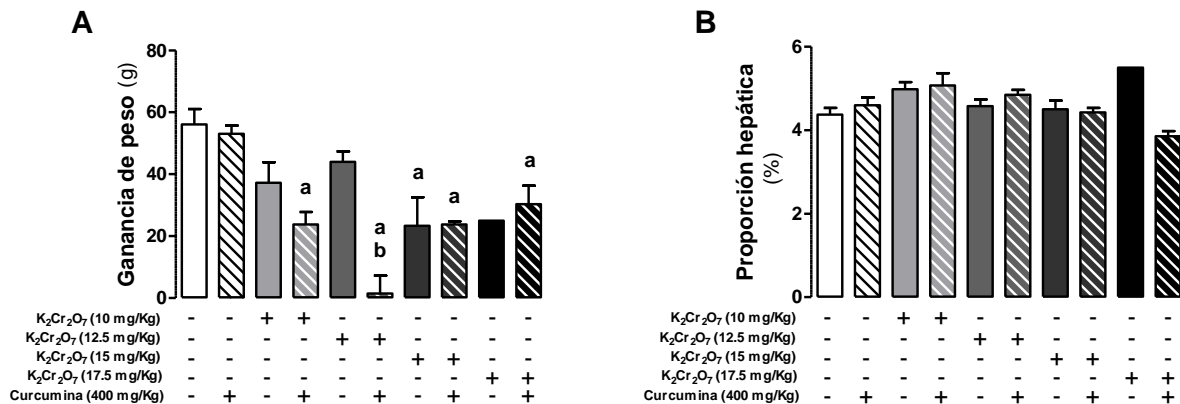 A
Ganancia de peso (g)
80
60
40
20
0
a
a
b
a
a
a
K₂Cr₂O₇ (10 mg/Kg) - - + + - - - - - -
K₂Cr₂O₇ (12.5 mg/Kg) - - - - + + - - - -
K₂Cr₂O₇ (15 mg/Kg) - - - - - - + + - -
K₂Cr₂O₇ (17.5 mg/Kg) - - - - - - - - + +
Curcumina (400 mg/Kg) - + - + - + - + - +
B
Proporción hepática
(%)
6
4
2
0
K₂Cr₂O₇ (10 mg/Kg) - - + + - - - - - -
K₂Cr₂O₇ (12.5 mg/Kg) - - - - + + - - - -
K₂Cr₂O₇ (15 mg/Kg) - - - - - - + + - -
K₂Cr₂O₇ (17.5 mg/Kg) - - - - - - - - + +
Curcumina (400 mg/Kg) - + - + - + - + - +